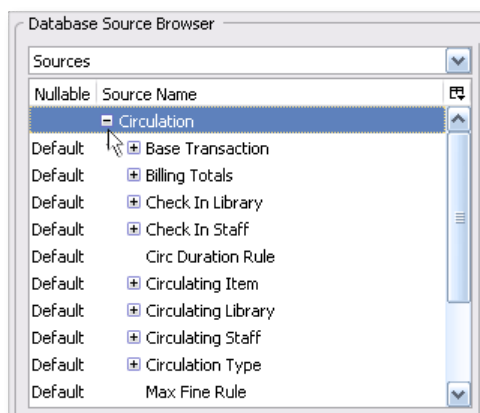 Database Source Browser
Sources
Nullable Source Name
Circulation
Default Base Transaction
Default Billing Totals
Default Check In Library
Default Check In Staff
Default Circ Duration Rule
Default Circulating Item
Default Circulating Library
Default Circulating Staff
Default Circulation Type
Default Max Fine Rule